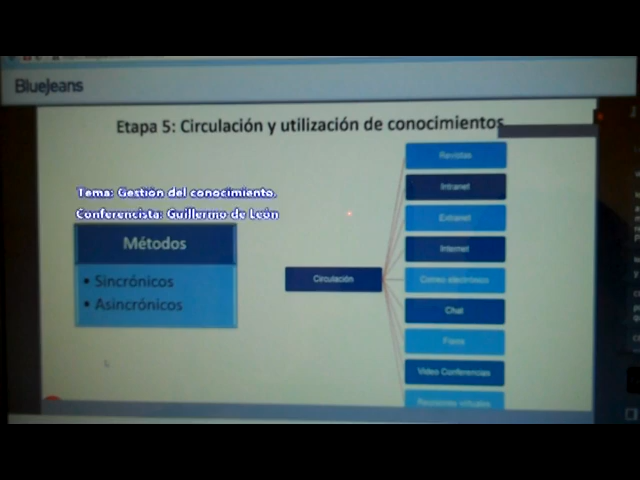 BlueJeans
Etapa 5: Circulación y utilización de conocimientos
Tema: Gestión del conocimiento.
Conferencista: Guillermo de León
Métodos
• Sincrónicos
• Asincrónicos
Circulación
Revistas
Intranet
Extranet
Internet
Correo electrónico
Chat
Foros
Video Conferencias